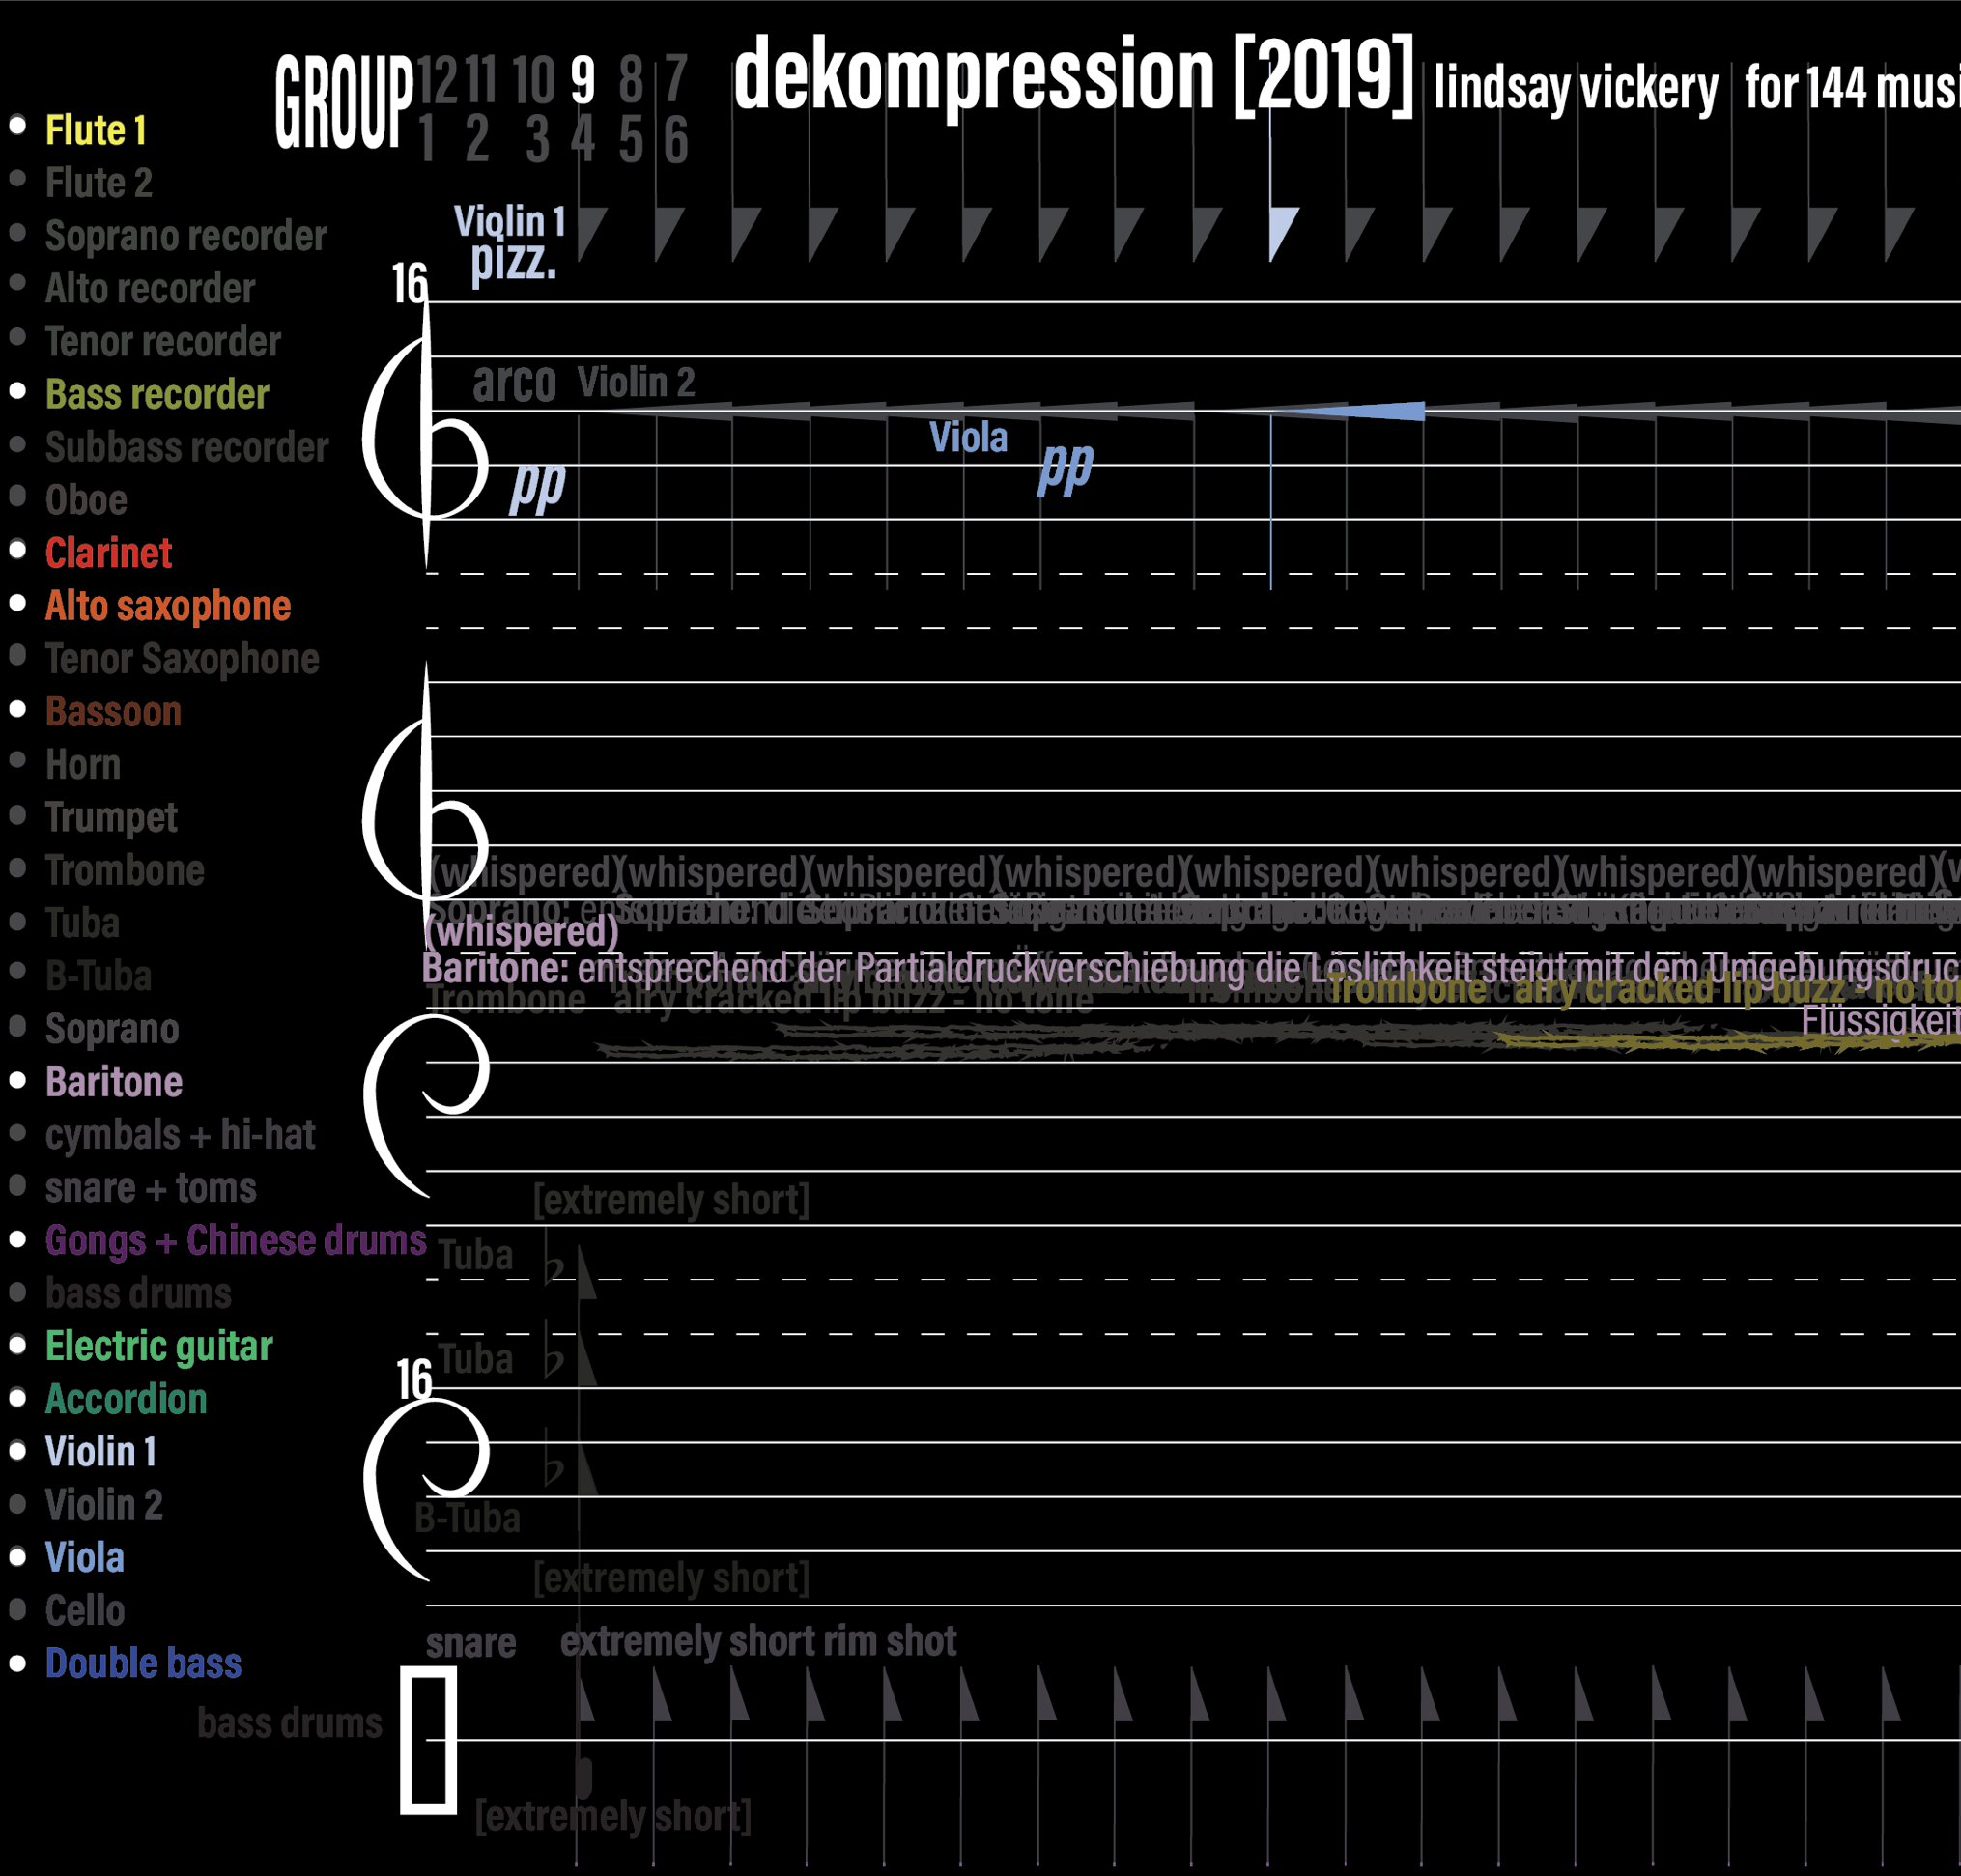 GROUP 12 11 10 9 8 7
1 2 3 4 5 6
dekompression [2019] lindsay vickery for 144 musi
Flute 1
Flute 2
Soprano recorder
Alto recorder
Tenor recorder
Bass recorder
Subbass recorder
Oboe
Clarinet
Alto saxophone
Tenor Saxophone
Bassoon
Horn
Trumpet
Trombone
Tuba
B-Tuba
Soprano
Baritone
cymbals + hi-hat
snare + toms
Gongs + Chinese drums
bass drums
Electric guitar
Accordion
Violin 1
Violin 2
Viola
Cello
Double bass
Violin 1
pizz.
16
arco Violin 2
Viola
pp
pp
(whispered)(whispered)(whispered)(whispered)(whispered)(whispered)(whispered)(whispered)(w
Soprano:
(whispered)
Baritone: entsprechend der Partialdruckverschiebung die Löslichkeit steigt mit dem Umgebungsdruc
Trombone airy cracked lip buzz - no to
Trombone airy cracked lip buzz - no tone
Flüssigkeit
[extremely short]
Tuba
Tuba
16
B-Tuba
[extremely short]
snare extremely short rim shot
bass drums
[extremely short]